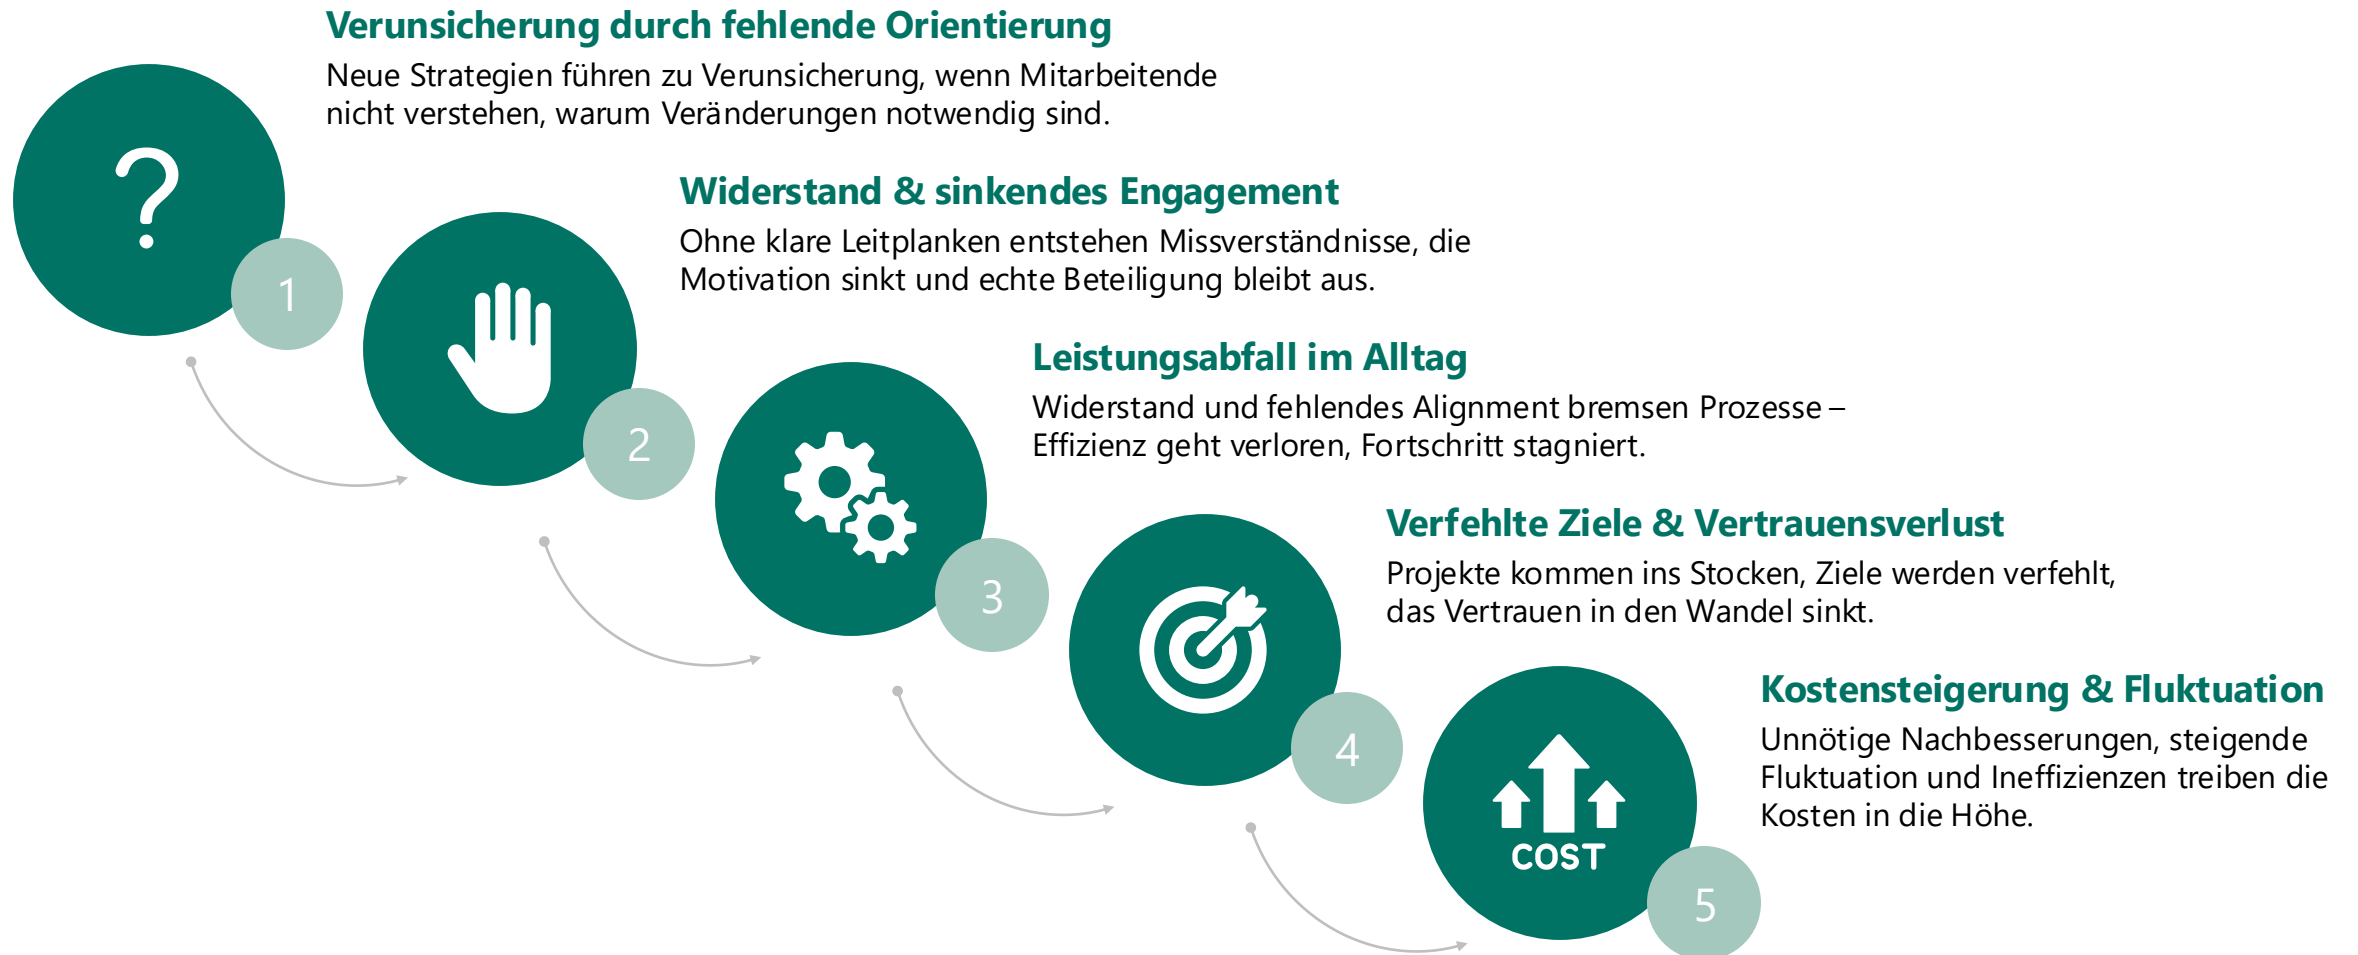 Verunsicherung durch fehlende Orientierung
Neue Strategien führen zu Verunsicherung, wenn Mitarbeitende
nicht verstehen, warum Veränderungen notwendig sind.
1
Widerstand & sinkendes Engagement
Ohne klare Leitplanken entstehen Missverständnisse, die
Motivation sinkt und echte Beteiligung bleibt aus.
2
Leistungsabfall im Alltag
Widerstand und fehlendes Alignment bremsen Prozesse –
Effizienz geht verloren, Fortschritt stagniert.
3
Verfehlte Ziele & Vertrauensverlust
Projekte kommen ins Stocken, Ziele werden verfehlt,
das Vertrauen in den Wandel sinkt.
4
Kostensteigerung & Fluktuation
Unnötige Nachbesserungen, steigende
Fluktuation und Ineffizienzen treiben die
Kosten in die Höhe.
COST
5